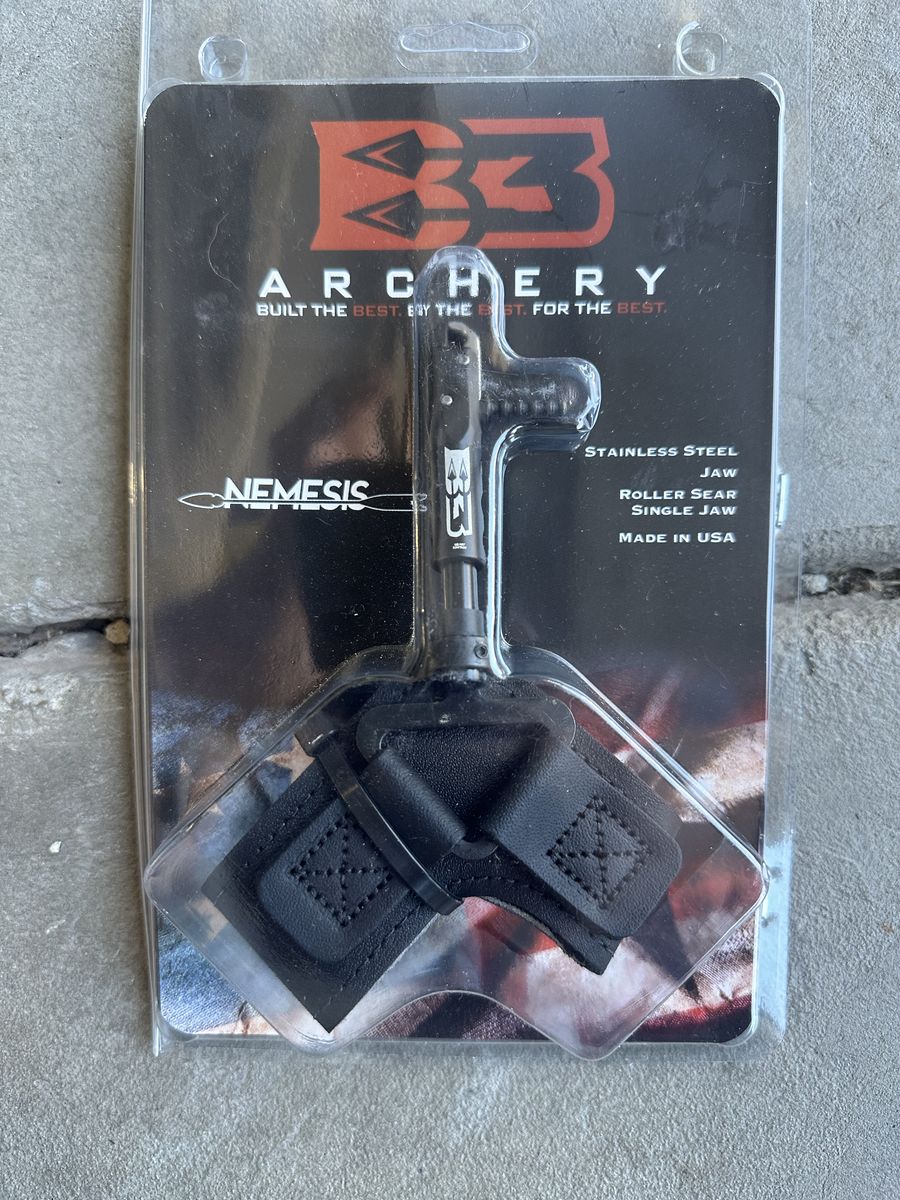 B3
ARCHERY
BUILT THE BEST. BY THE BEST. FOR THE BEST.
STAINLESS STEEL
JAW
ROLLER SEAR
SINGLE JAW
MADE IN USA
NEMESIS
B3